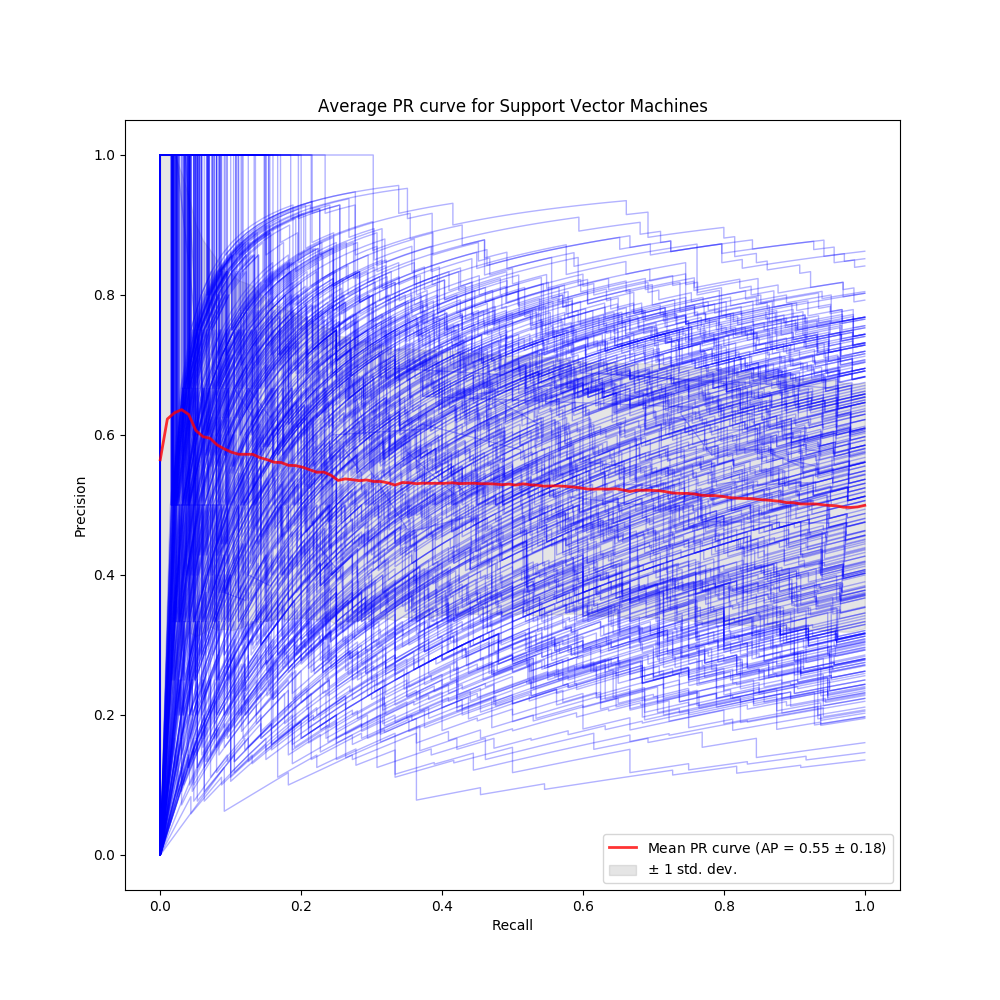 Average PR curve for Support Vector Machines
1.0
0.8
0.6
0.4
0.2
0.0
Precision
0.0 0.2 0.4 0.6 0.8 1.0
Recall
Mean PR curve (AP = 0.55 ± 0.18)
± 1 std. dev.